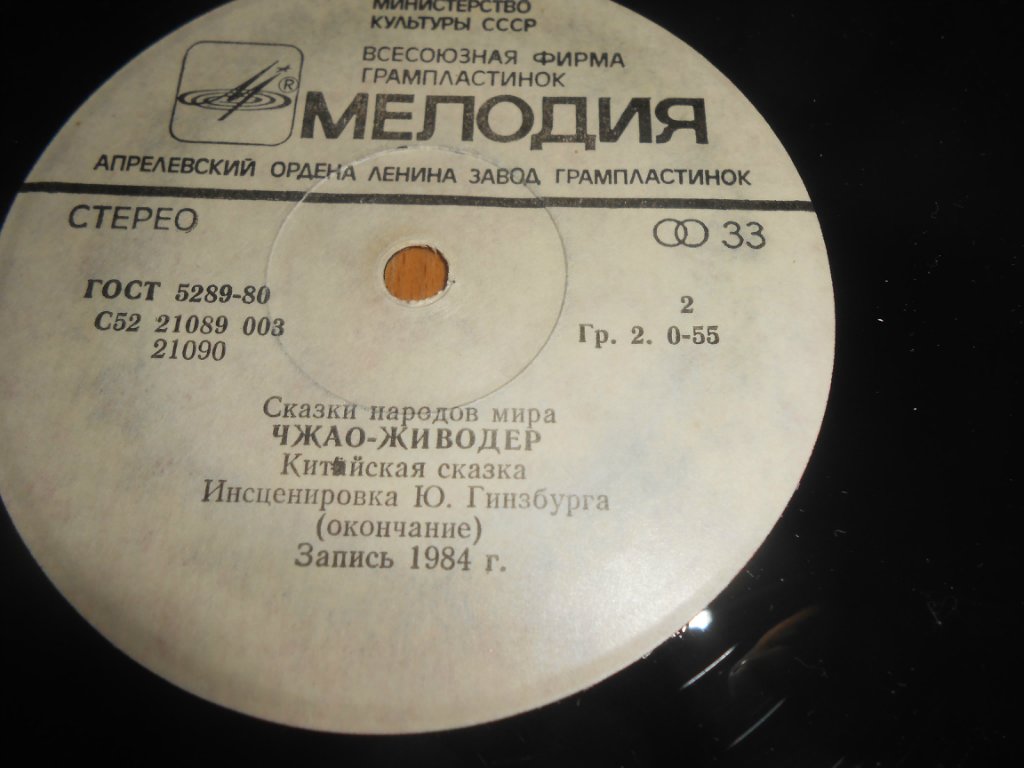 МИНИСТЕРСТВО
КУЛЬТУРЫ СССР
ВСЕСОЮЗНАЯ ФИРМА
ГРАМПЛАСТИНОК
® МЕЛОДИЯ
АПРЕЛЕВСКИЙ ОРДЕНА ЛЕНИНА ЗАВОД ГРАМПЛАСТИНОК
СТЕРЕО
33
ГОСТ 5289-80
С52 21089 003
21090
2
Гр. 2. 0-55
Сказки народов мира
ЧЖАО-ЖИВОДЕР
Китайская сказка
Инсценировка Ю. Гинзбурга
(окончание)
Запись 1984 г.